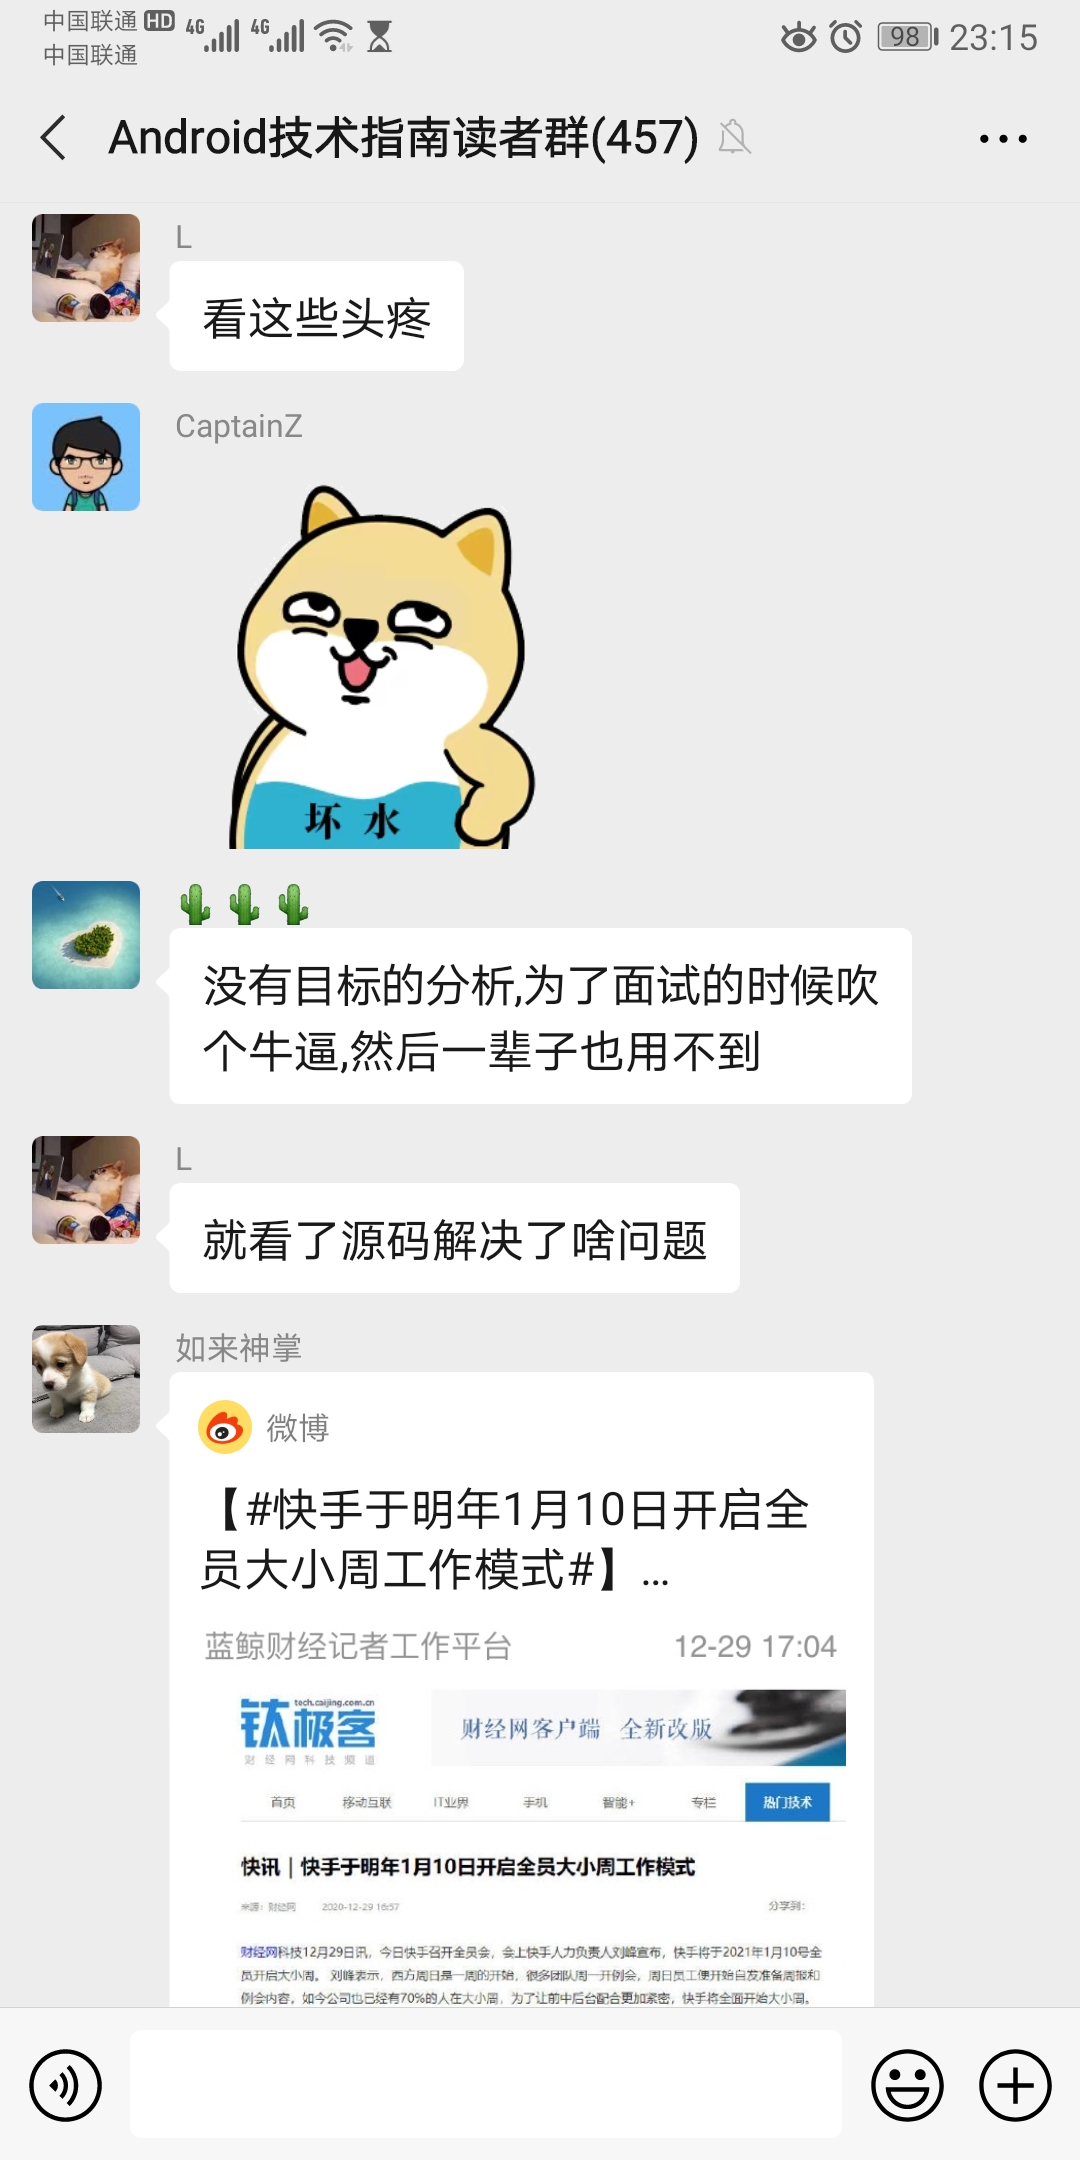 中国联通 HD 4G 4G 98 23:15
中国联通
Android技术指南读者群(457)
L
看这些头疼
CaptainZ
坏水
🌵🌵🌵
没有目标的分析,为了面试的时候吹
个牛逼,然后一辈子也用不到
L
就看了源码解决了啥问题
如来神掌
微博
【#快手于明年1月10日开启全
员大小周工作模式#】...
蓝鲸财经记者工作平台 12-29 17:04
tech.caijing.com.cn
钛极客
财经网科技频道
财经网客户端 全新改版
首页 移动互联 IT业界 手机 智能+ 专栏 热门技术
快讯｜快手于明年1月10日开启全员大小周工作模式
来源：财经网 2020-12-29 16:57 分享到：
财经网科技12月29日讯，今日快手召开全员会，会上快手人力负责人刘峰宣布，快手将于2021年1月10号全
员开启大小周。刘峰表示，西方周日是一周的开始，很多团队周一开例会，周日员工便开始自发准备周报和
例会内容，如今公司也已经有70%的人在大小周，为了让前中后台配合更加紧密，快手将全面开始大小周。